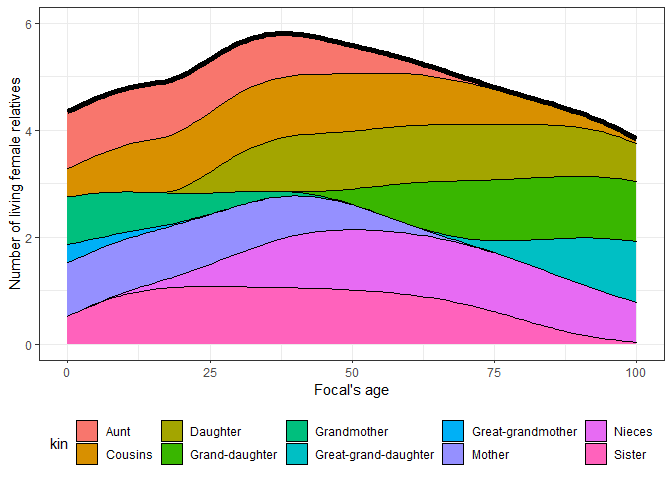 6
4
2
0
Number of living female relatives
0 25 50 75 100
Focal's age
kin
Aunt Daughter Grandmother Great-grandmother Nieces
Cousins Grand-daughter Great-grand-daughter Mother Sister